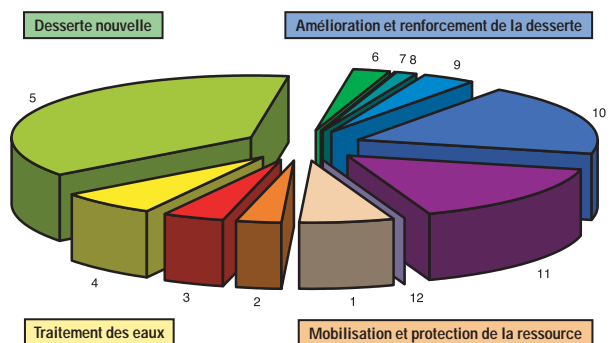 Desserte nouvelle
Amélioration et renforcement de la desserte
6
7 8
9
5
10
4
3
2
1
12
11
Traitement des eaux
Mobilisation et protection de la ressource